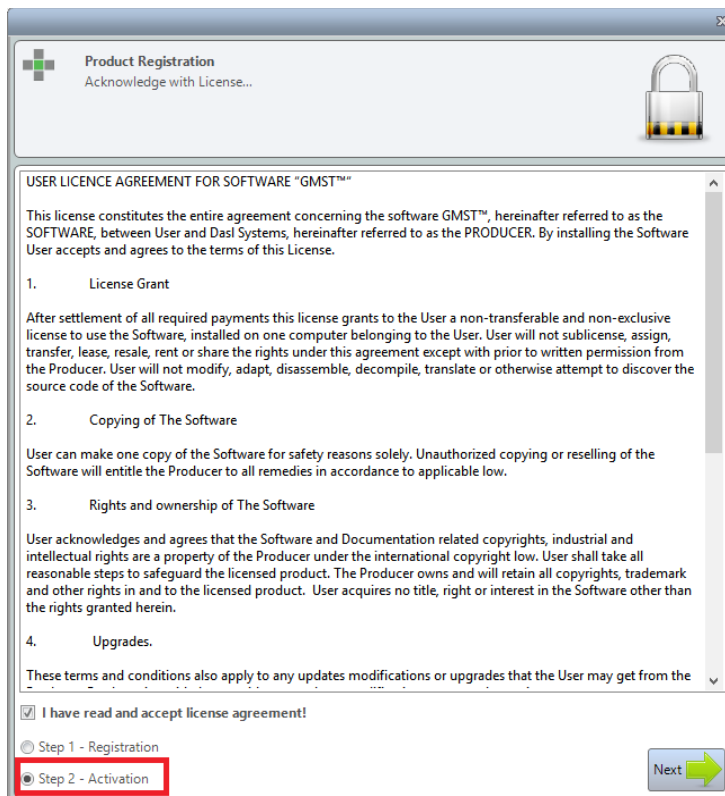 Product Registration
Acknowledge with License...
USER LICENCE AGREEMENT FOR SOFTWARE "GMST™"
This license constitutes the entire agreement concerning the software GMST™, hereinafter referred to as the
SOFTWARE, between User and Dasl Systems, hereinafter referred to as the PRODUCER. By installing the Software
User accepts and agrees to the terms of this License.
1. License Grant
After settlement of all required payments this license grants to the User a non-transferable and non-exclusive
license to use the Software, installed on one computer belonging to the User. User will not sublicense, assign,
transfer, lease, resale, rent or share the rights under this agreement except with prior to written permission from
the Producer. User will not modify, adapt, disassemble, decompile, translate or otherwise attempt to discover the
source code of the Software.
2. Copying of The Software
User can make one copy of the Software for safety reasons solely. Unauthorized copying or reselling of the
Software will entitle the Producer to all remedies in accordance to applicable low.
3. Rights and ownership of The Software
User acknowledges and agrees that the Software and Documentation related copyrights, industrial and
intellectual rights are a property of the Producer under the international copyright low. User shall take all
reasonable steps to safeguard the licensed product. The Producer owns and will retain all copyrights, trademark
and other rights in and to the licensed product. User acquires no title, right or interest in the Software other than
the rights granted herein.
4. Upgrades.
These terms and conditions also apply to any updates modifications or upgrades that the User may get from the
I have read and accept license agreement!
Step 1 - Registration
Step 2 - Activation
Next